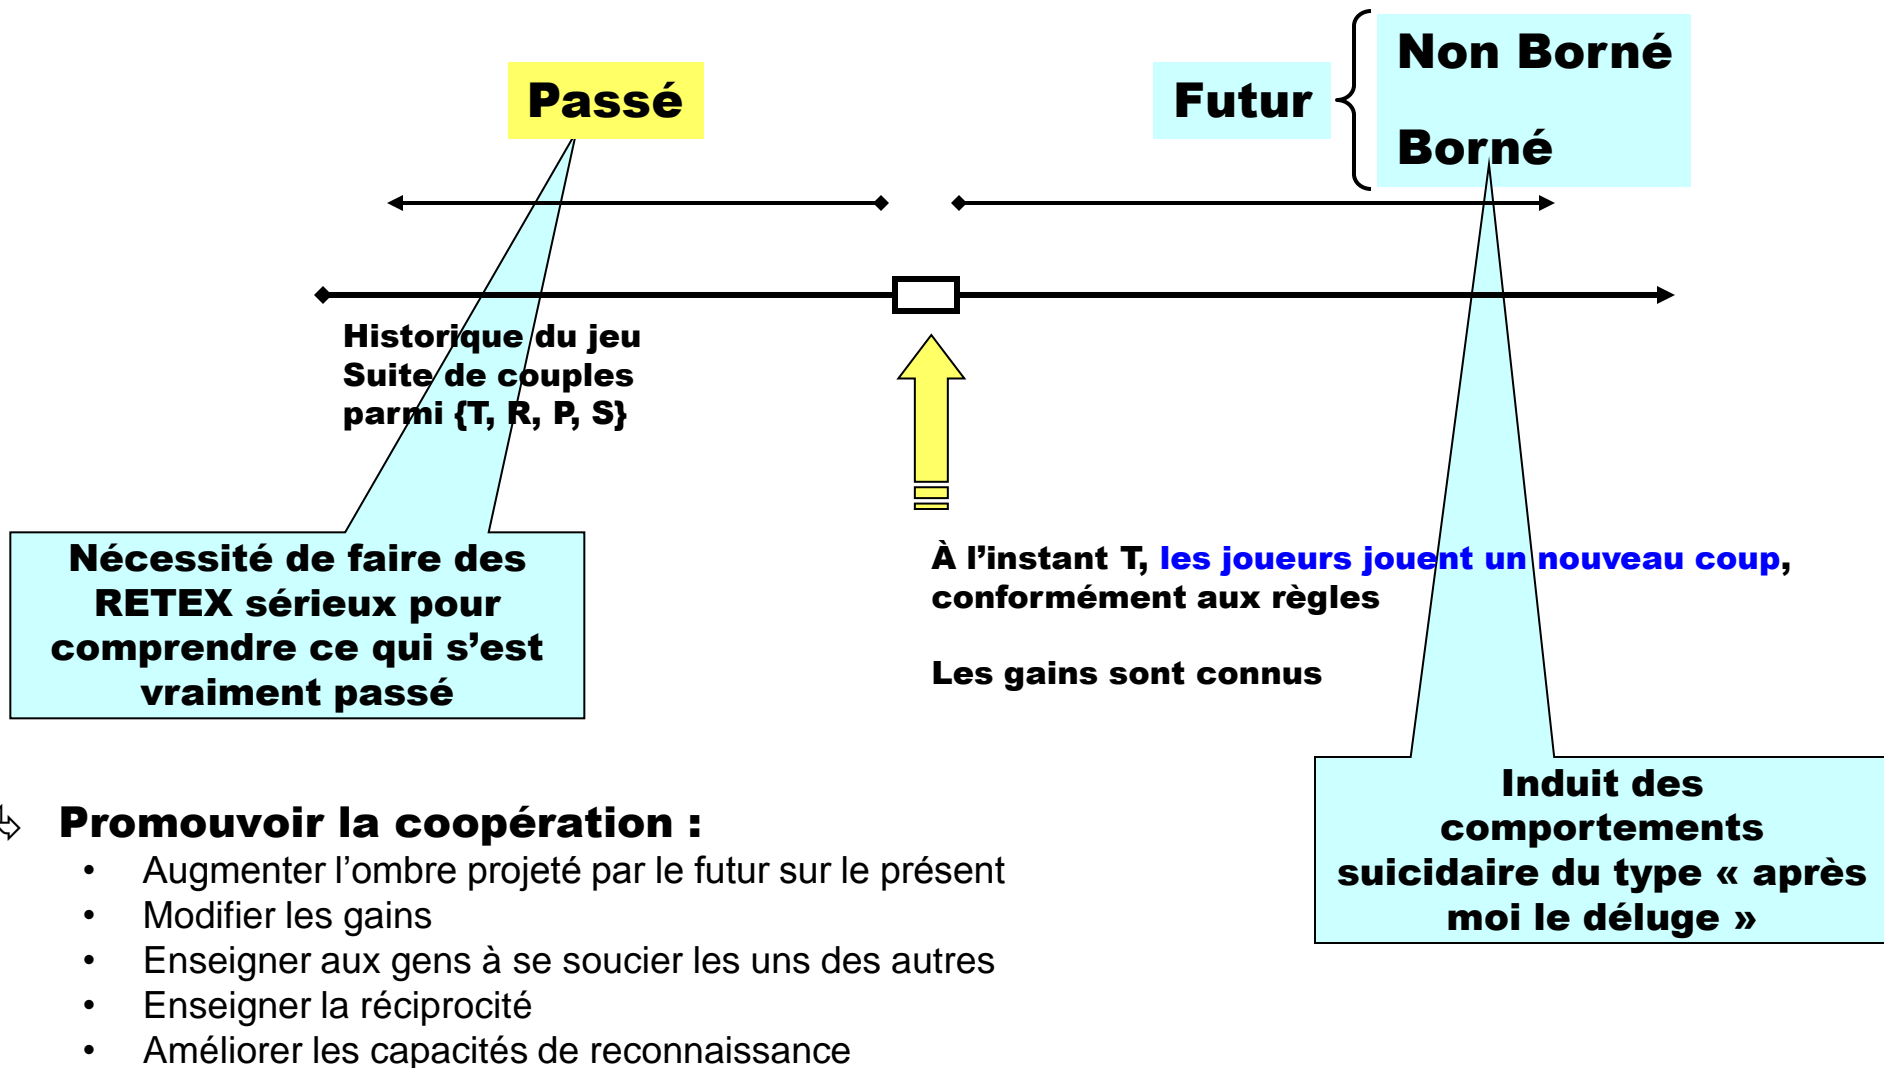 Passé
Futur
Non Borné
Borné
Historique du jeu
Suite de couples
parmi {T, R, P, S}
Nécessité de faire des
RETEX sérieux pour
comprendre ce qui s’est
vraiment passé
À l’instant T, les joueurs jouent un nouveau coup,
conformément aux règles
Les gains sont connus
Induit des
comportements
suicidaire du type « après
moi le déluge »
Promouvoir la coopération :
• Augmenter l’ombre projeté par le futur sur le présent
• Modifier les gains
• Enseigner aux gens à se soucier les uns des autres
• Enseigner la réciprocité
• Améliorer les capacités de reconnaissance